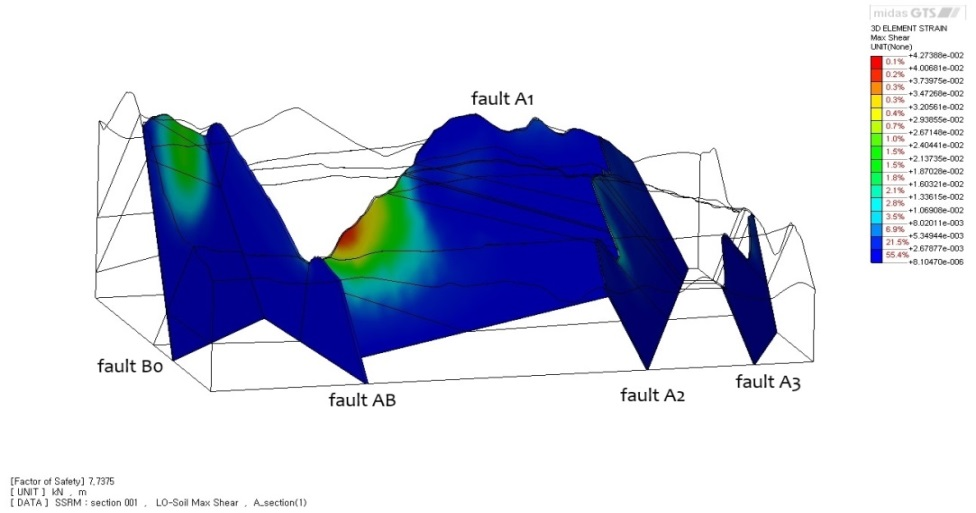 midas GTS
3D ELEMENT STRAIN
Max Shear
UNIT(None)
+4.27388e-002
0.1%
+4.00681e-002
0.2%
+3.73975e-002
0.3%
+3.47268e-002
0.3%
+3.20561e-002
0.4%
+2.93855e-002
0.7%
+2.67148e-002
1.0%
+2.40441e-002
1.5%
+2.13735e-002
1.5%
+1.87028e-002
1.8%
+1.60321e-002
2.1%
+1.33615e-002
2.8%
+1.06908e-002
3.5%
+8.02011e-003
6.9%
+5.34944e-003
21.5%
+2.67877e-003
55.4%
+8.10470e-006
fault A1
fault B0
fault AB
fault A2
fault A3
[Factor of Safety] 7.7375
[ UNIT ] kN , m
[ DATA ] SSRM : section 001 , LO-Soil Max Shear , A_section(1)